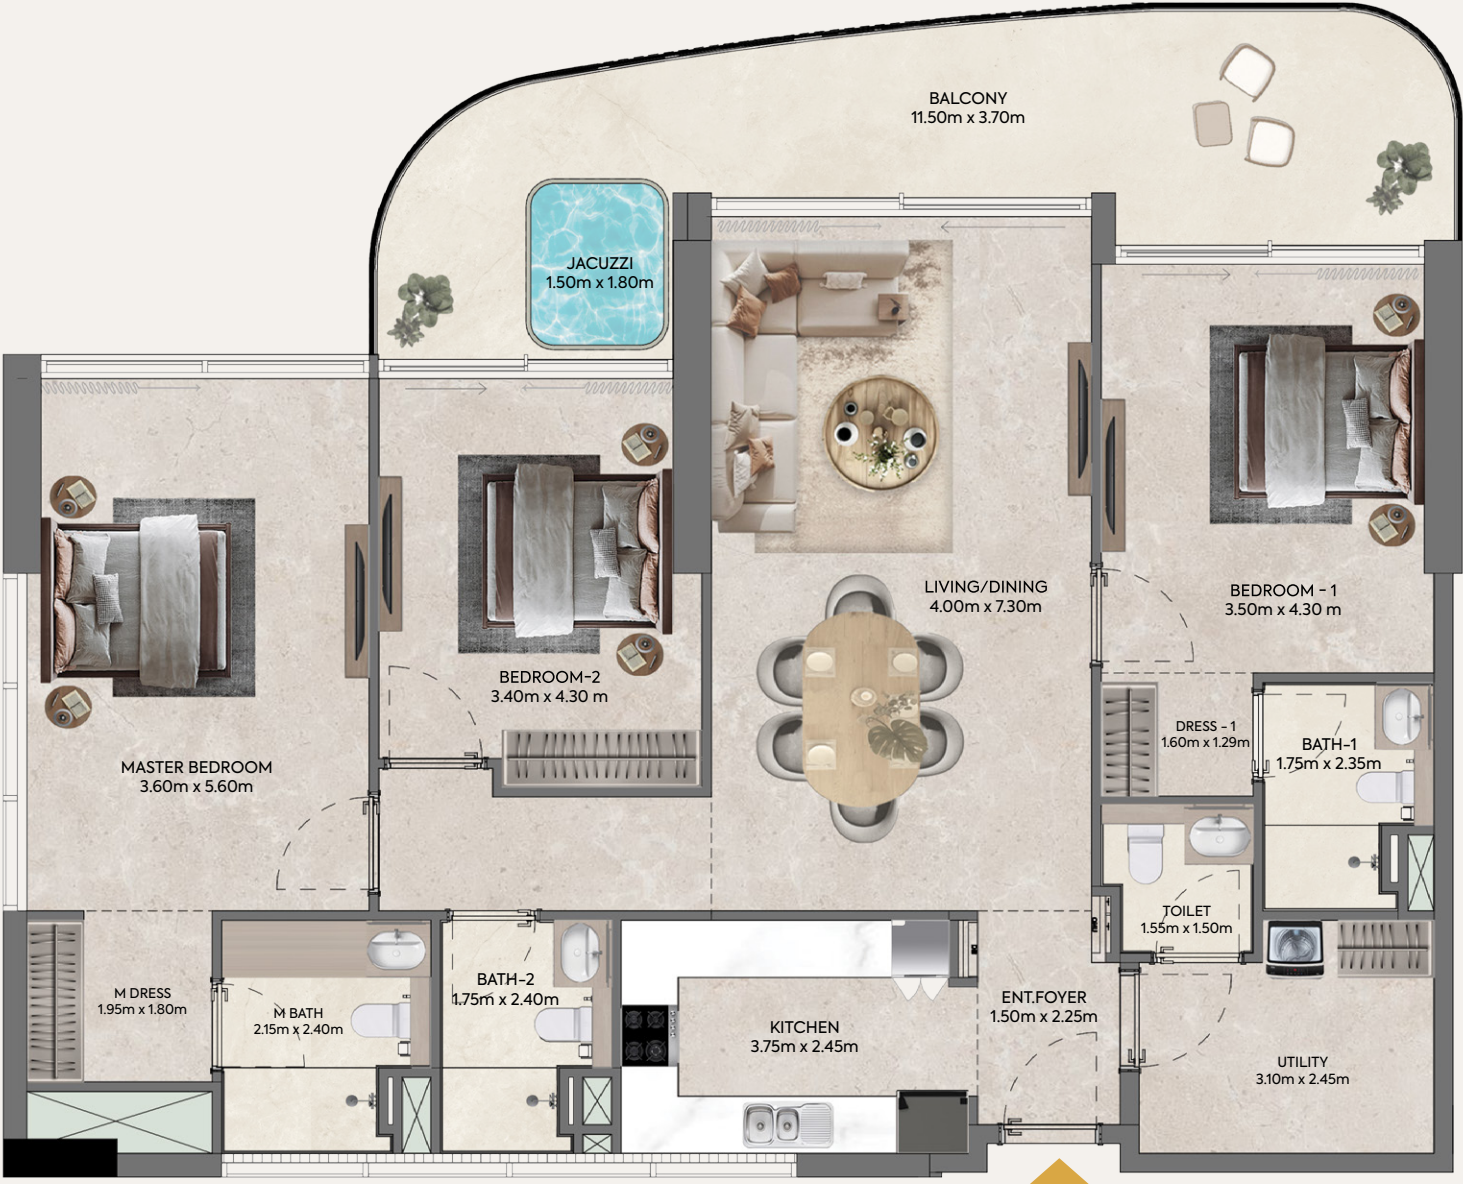 BALCONY
11.50m x 3.70m
JACUZZI
1.50m x 1.80m
LIVING/DINING
4.00m x 7.30m
BEDROOM - 1
3.50m x 4.30 m
BEDROOM-2
3.40m x 4.30 m
MASTER BEDROOM
3.60m x 5.60m
DRESS - 1
1.60m x 1.29m
BATH-1
1.75m x 2.35m
TOILET
1.55m x 1.50m
M DRESS
1.95m x 1.80m
M BATH
2.15m x 2.40m
BATH-2
1.75m x 2.40m
KITCHEN
3.75m x 2.45m
ENT.FOYER
1.50m x 2.25m
UTILITY
3.10m x 2.45m